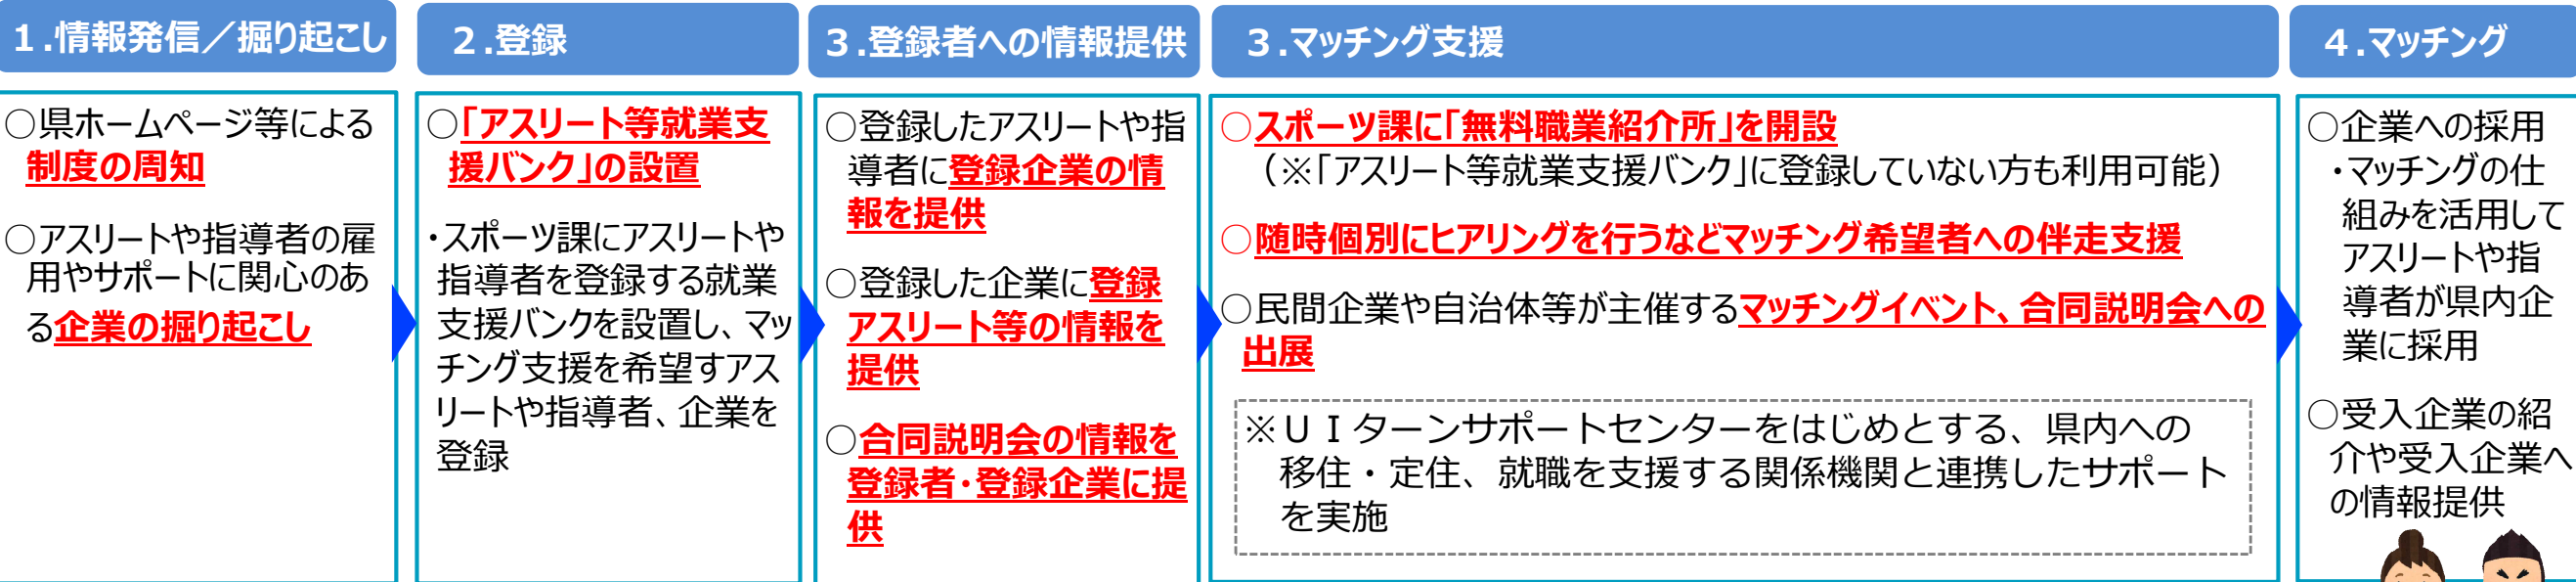 １.情報発信／掘り起こし
○県ホームページ等による
制度の周知
○アスリートや指導者の雇
用やサポートに関心のあ
る企業の掘り起こし
２.登録
○「アスリート等就業支
援バンク」の設置
・スポーツ課にアスリートや
指導者を登録する就業
支援バンクを設置し、マッ
チング支援を希望すアス
リートや指導者、企業を
登録
３.登録者への情報提供
○登録したアスリートや指
導者に登録企業の情
報を提供
○登録した企業に登録
アスリート等の情報を
提供
○合同説明会の情報を
登録者・登録企業に提
供
３.マッチング支援
○スポーツ課に「無料職業紹介所」を開設
（※「アスリート等就業支援バンク」に登録していない方も利用可能）
○随時個別にヒアリングを行うなどマッチング希望者への伴走支援
○民間企業や自治体等が主催するマッチングイベント、合同説明会への
出展
※ＵＩターンサポートセンターをはじめとする、県内への
移住・定住、就職を支援する関係機関と連携したサポート
を実施
４.マッチング
○企業への採用
・マッチングの仕
組みを活用して
アスリートや指
導者が県内企
業に採用
○受入企業の紹
介や受入企業へ
の情報提供